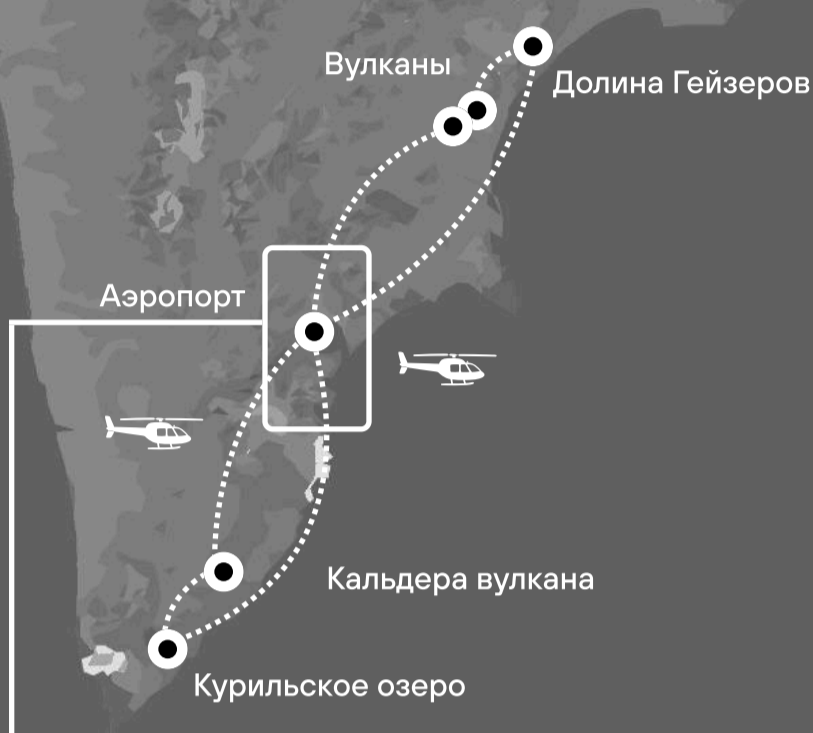 Вулканы
Долина Гейзеров
Аэропорт
Кальдера вулкана
Курильское озеро